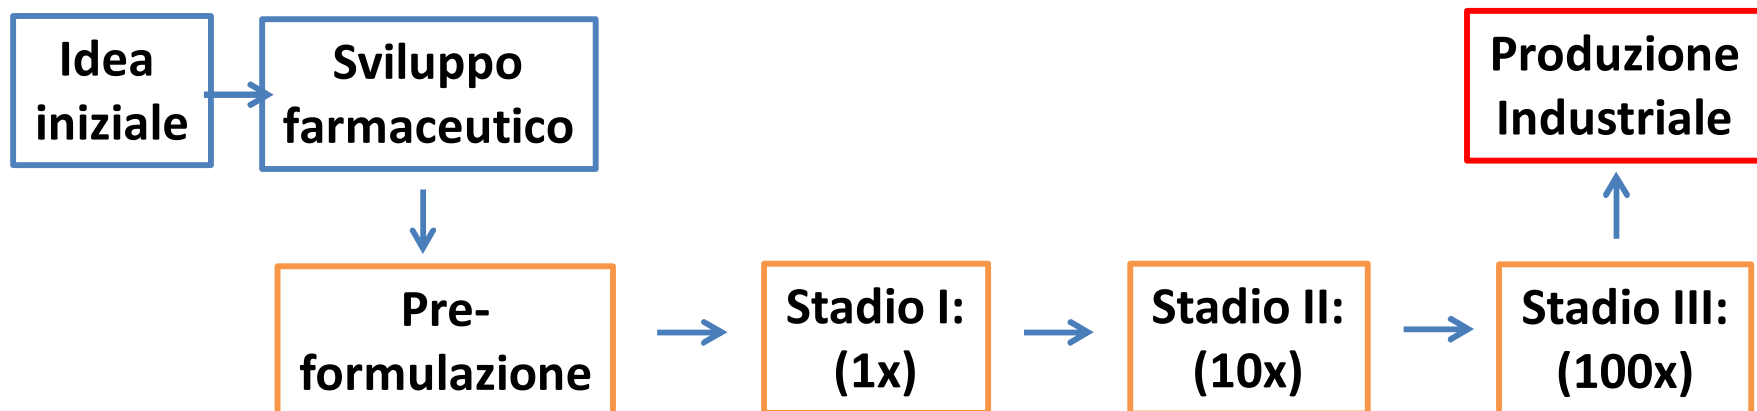 Idea
iniziale
Sviluppo
farmaceutico
Produzione
Industriale
Pre-
formulazione
Stadio I:
(1x)
Stadio II:
(10x)
Stadio III:
(100x)